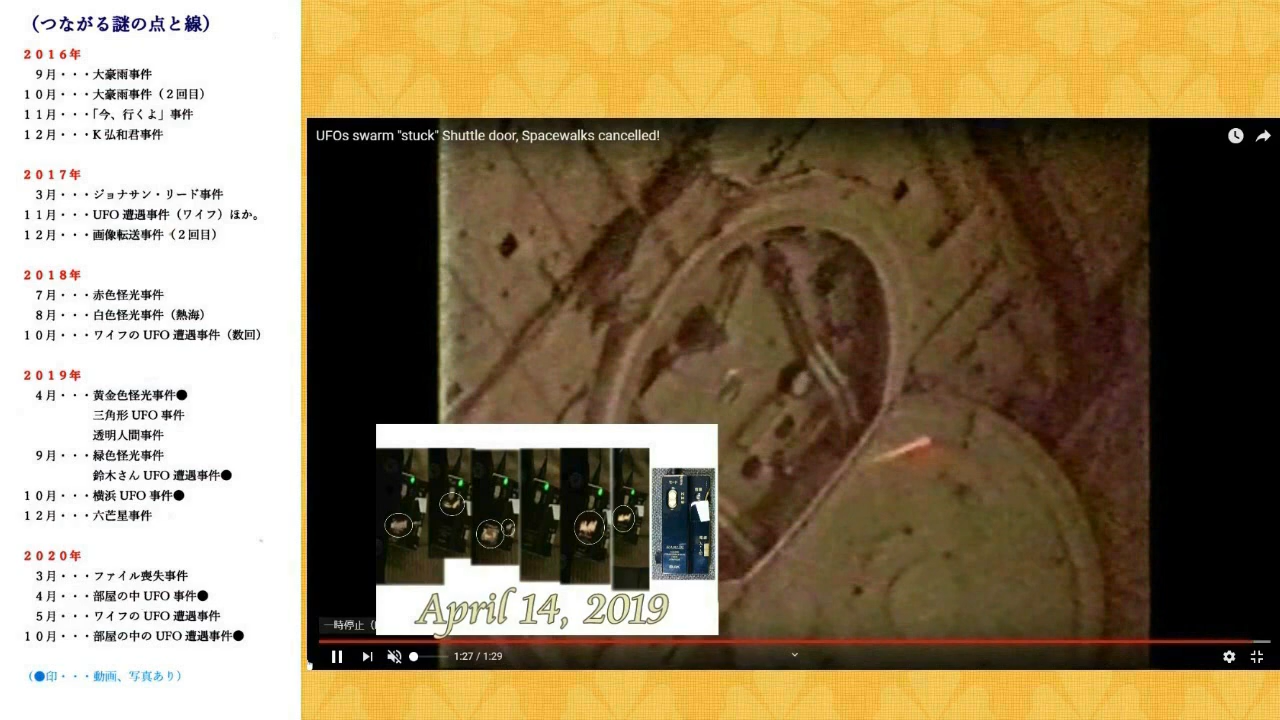 （つながる謎の点と線）
２０１６年
９月・・・大豪雨事件
１０月・・・大豪雨事件（２回目）
１１月・・・「今、行くよ」事件
１２月・・・K 弘和君事件
２０１７年
３月・・・ジョナサン・リード事件
１１月・・・UFO 遭遇事件（ワイフ）ほか。
１２月・・・画像転送事件（２回目）
２０１８年
７月・・・赤色怪光事件
８月・・・白色怪光事件（熱海）
１０月・・・ワイフの UFO 遭遇事件（数回）
２０１９年
４月・・・黄金色怪光事件●
三角形 UFO 事件
透明人間事件
９月・・・緑色怪光事件
鈴木さん UFO 遭遇事件●
１０月・・・横浜 UFO 事件●
１２月・・・六芒星事件
２０２０年
３月・・・ファイル喪失事件
４月・・・部屋の中 UFO 事件●
５月・・・ワイフの UFO 遭遇事件
１０月・・・部屋の中の UFO 遭遇事件●
（●印・・・動画、写真あり）
UFOs swarm "stuck" Shuttle door, Spacewalks cancelled!
April 14, 2019
一時停止
1:27 / 1:29